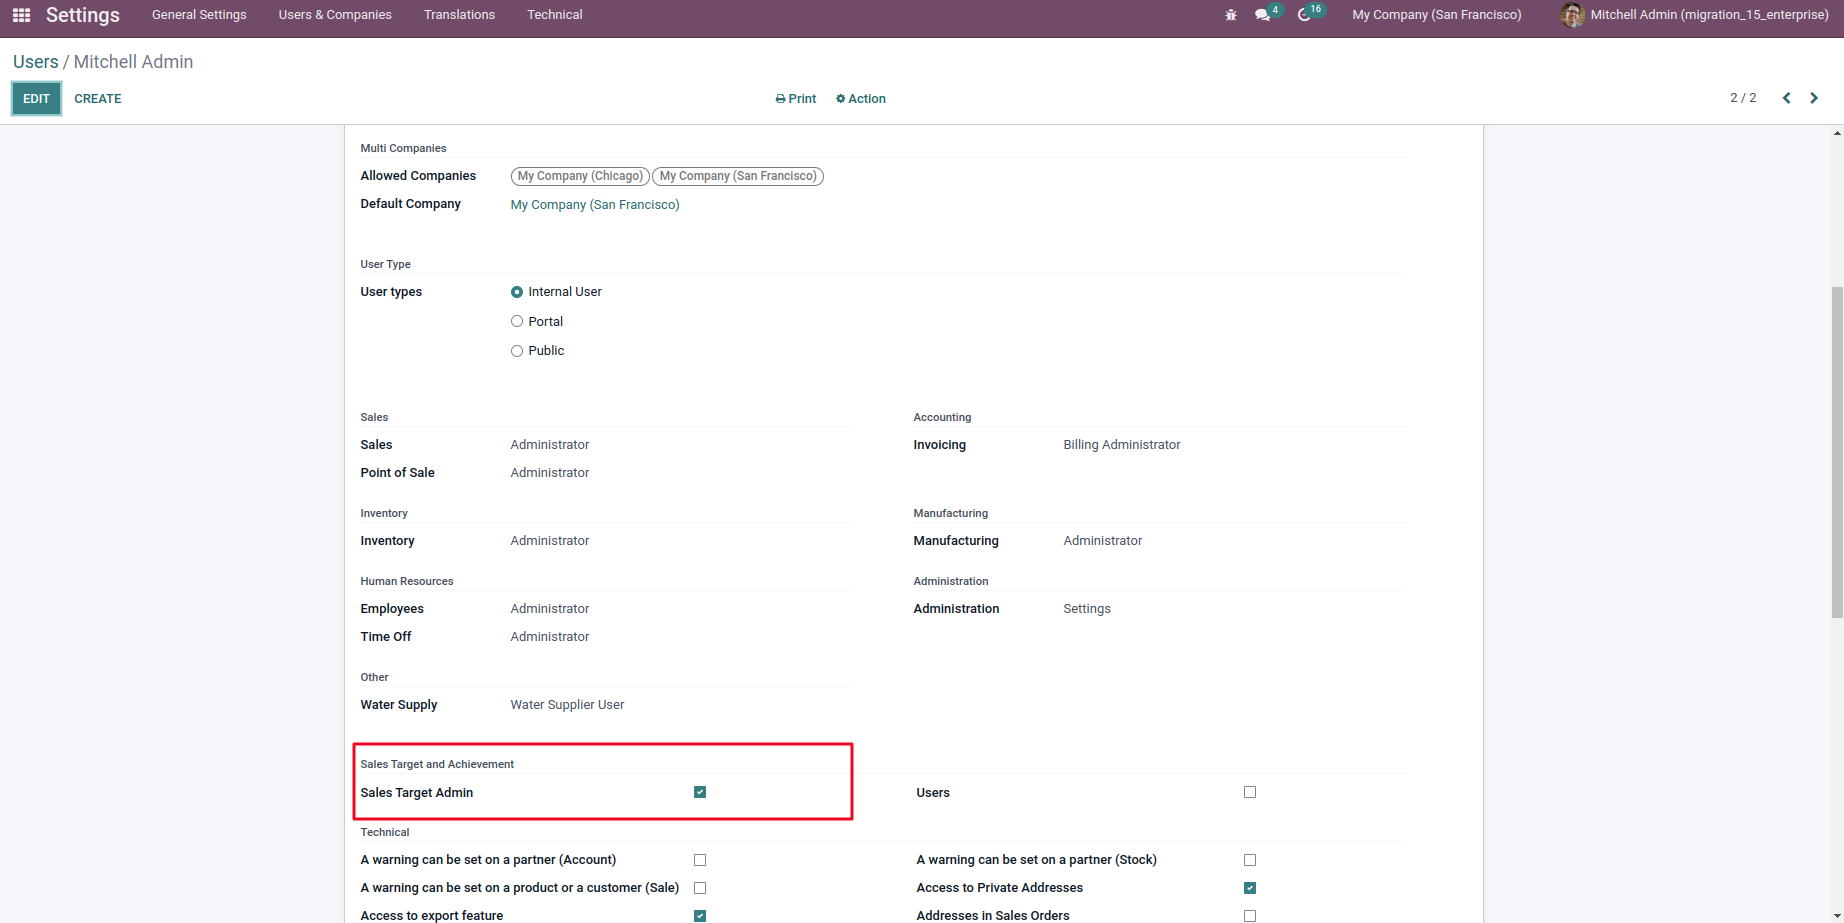 Settings General Settings Users & Companies Translations Technical 4 16 My Company (San Francisco) Mitchell Admin (migration_15_enterprise)
Users / Mitchell Admin
EDIT CREATE Print Action 2 / 2
Multi Companies
Allowed Companies My Company (Chicago) My Company (San Francisco)
Default Company My Company (San Francisco)
User Type
User types Internal User
Portal
Public
Sales Accounting
Sales Administrator Invoicing Billing Administrator
Point of Sale Administrator
Inventory Manufacturing
Inventory Administrator Manufacturing Administrator
Human Resources Administration
Employees Administrator Administration Settings
Time Off Administrator
Other
Water Supply Water Supplier User
Sales Target and Achievement
Sales Target Admin Users
Technical
A warning can be set on a partner (Account) A warning can be set on a partner (Stock)
A warning can be set on a product or a customer (Sale) Access to Private Addresses
Access to export feature Addresses in Sales Orders